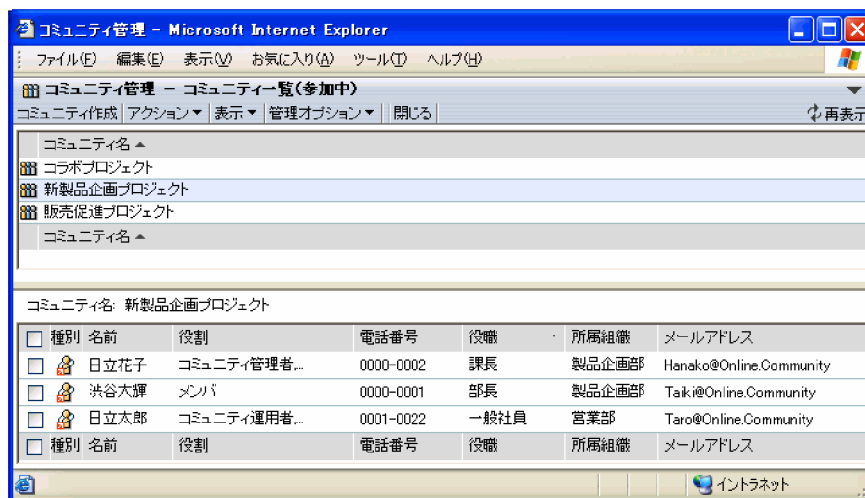 コミュニティ管理 - Microsoft Internet Explorer
ファイル(F) 編集(E) 表示(V) お気に入り(A) ツール(T) ヘルプ(H)
コミュニティ管理 - コミュニティ一覧(参加中)
コミュニティ作成 アクション▼ 表示▼ 管理オプション▼ 閉じる 再表示
コミュニティ名▲
コラボプロジェクト
新製品企画プロジェクト
販売促進プロジェクト
コミュニティ名▲
コミュニティ名: 新製品企画プロジェクト
種別 名前 役割 電話番号 役職 所属組織 メールアドレス
日立花子 コミュニティ管理者,... 0000-0002 課長 製品企画部 Hanako@Online.Community
渋谷大輝 メンバ 0000-0001 部長 製品企画部 Taiki@Online.Community
日立太郎 コミュニティ運用者,... 0001-0022 一般社員 営業部 Taro@Online.Community
種別 名前 役割 電話番号 役職 所属組織 メールアドレス
イントラネット